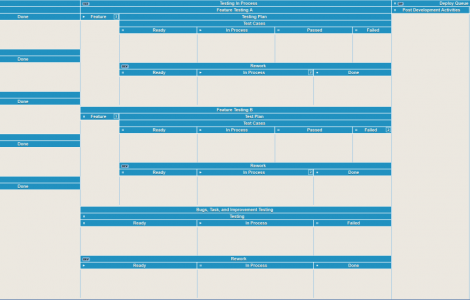 Testing In Process
Deploy Queue
Feature Testing A
Post Development Activities
Done
Feature
Testing Plan
Test Cases
Ready
In Process
Passed
Failed
Done
Rework
Ready
In Process
Done
Done
Feature Testing B
Feature
Test Plan
Test Cases
Ready
In Process
Passed
Failed
Done
Rework
Ready
In Process
Done
Done
Bugs, Task, and Improvement Testing
Testing
Ready
In Process
Failed
Rework
Ready
In Process
Done